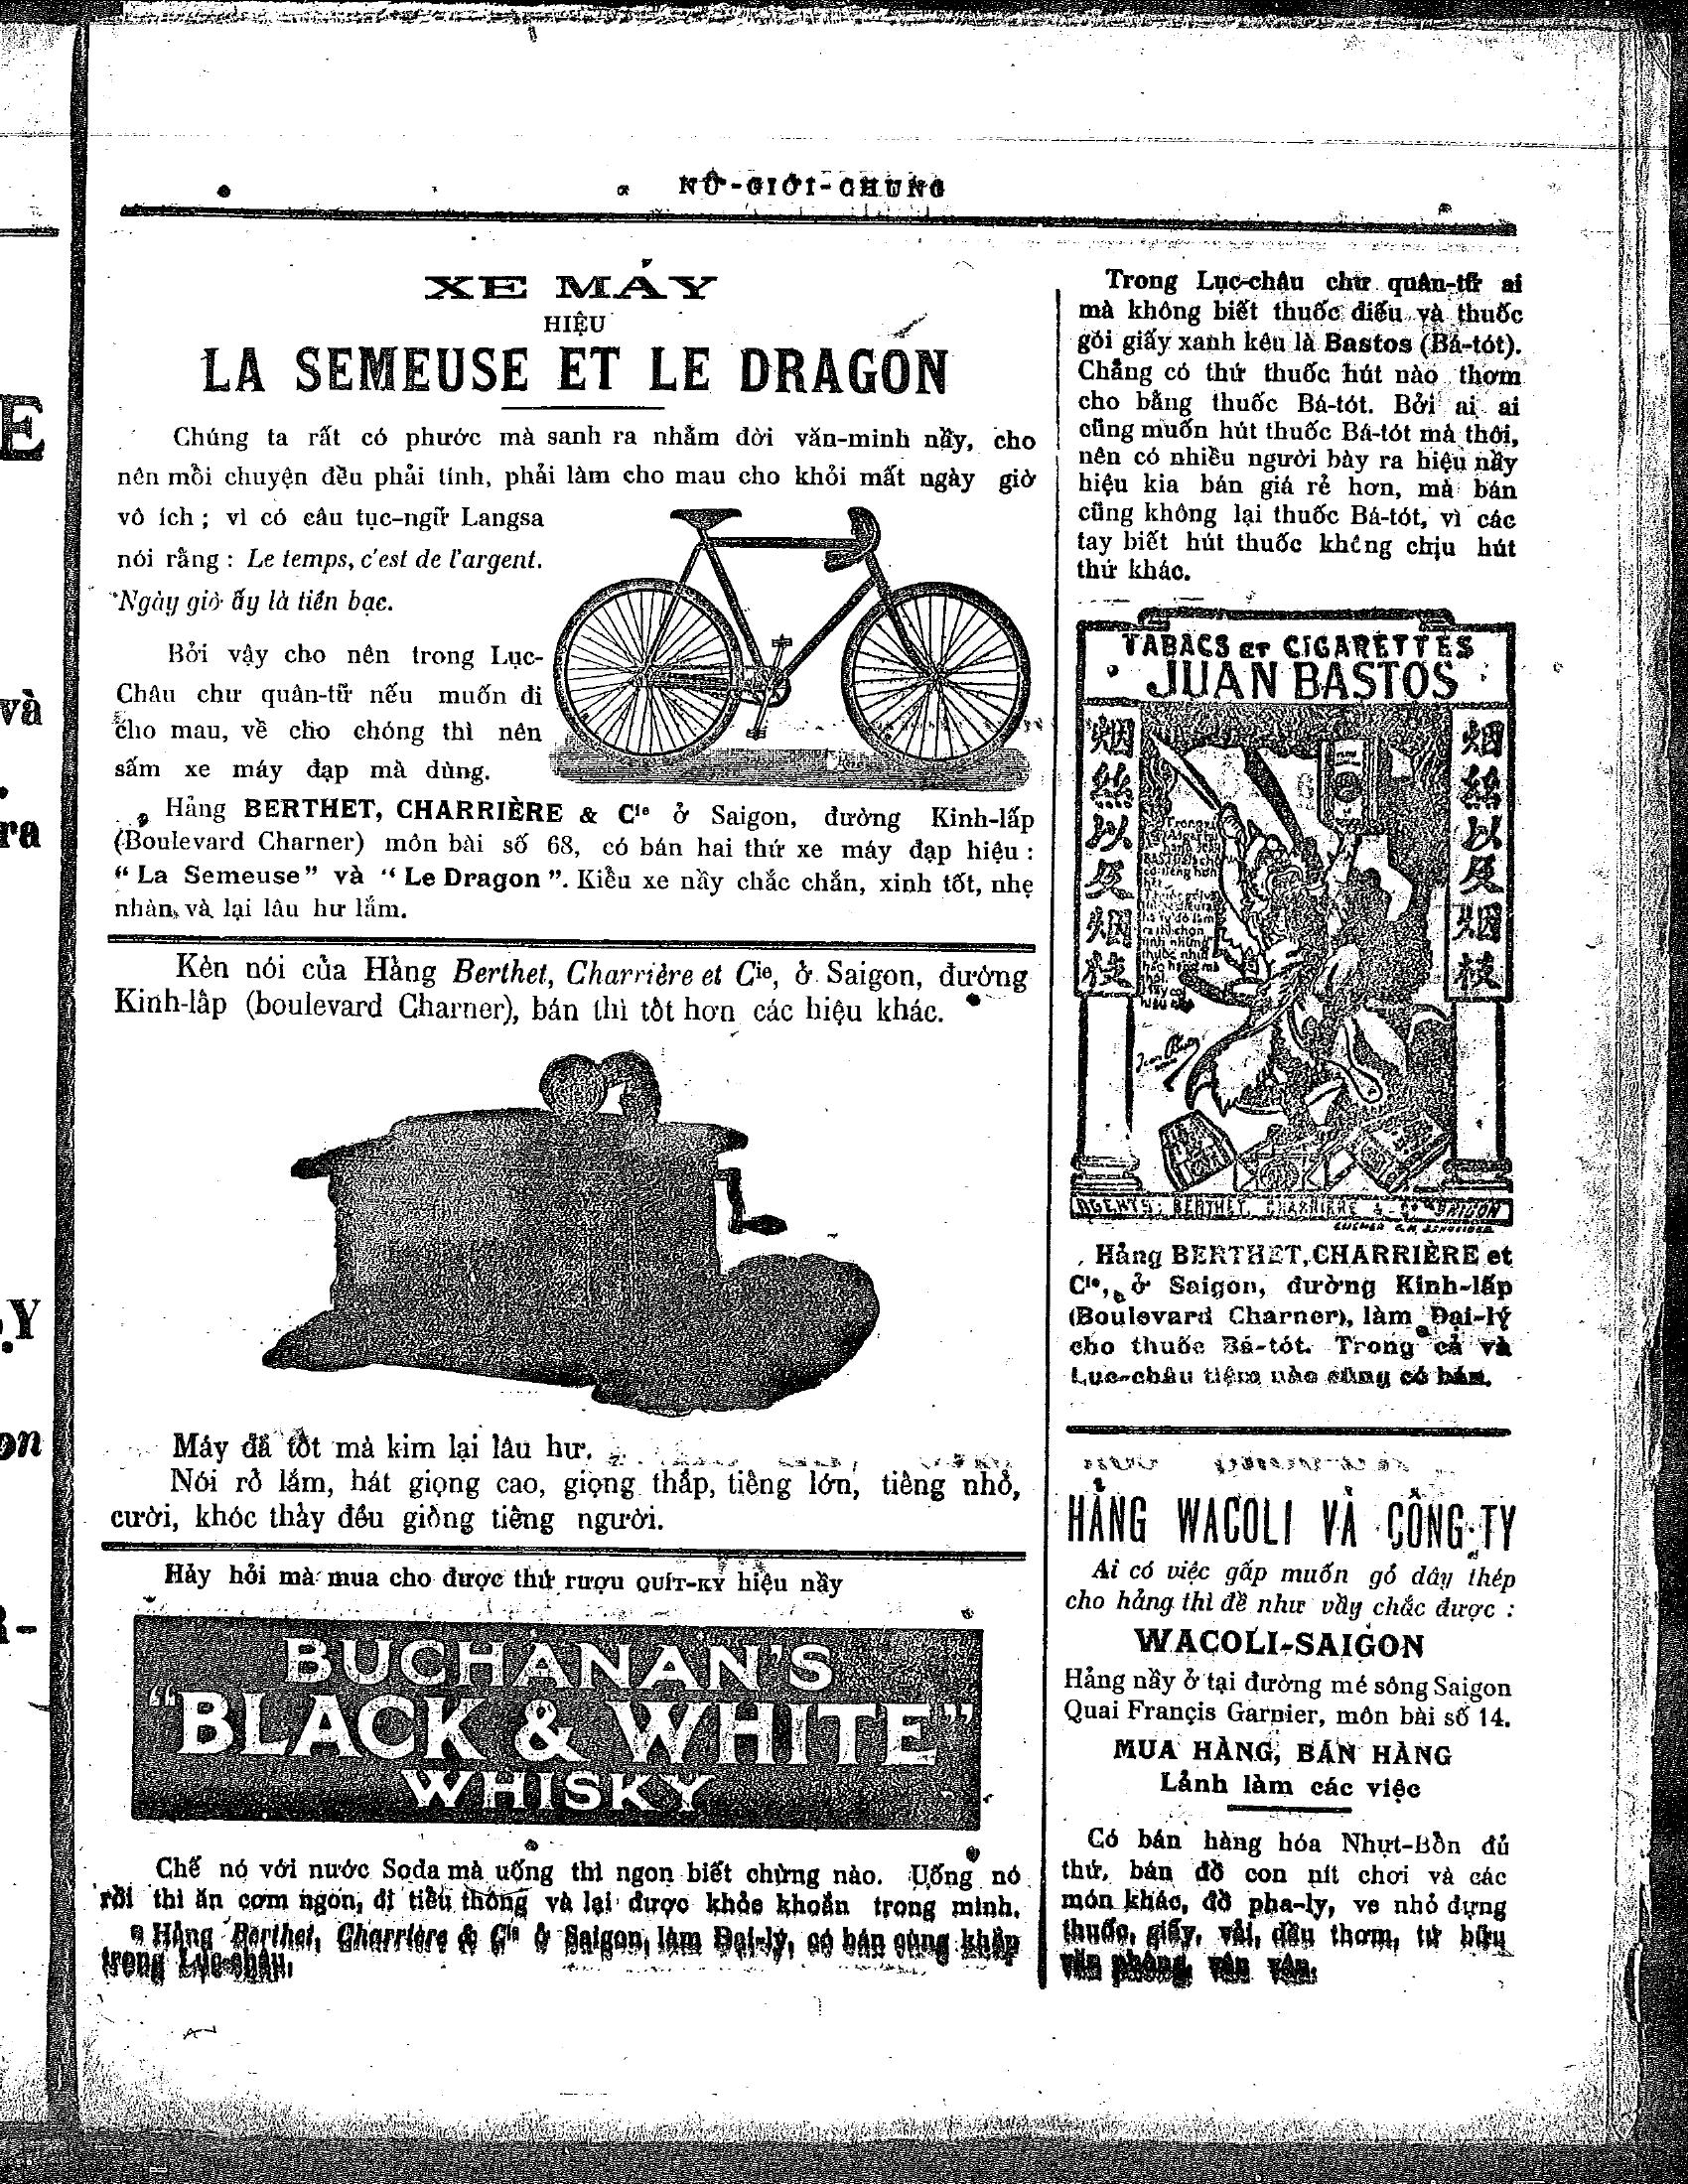 NỮ-GIỚI-CHUNG
XE MÁY
HIỆU
LA SEMEUSE ET LE DRAGON
Chúng ta rất có phước mà sanh ra nhằm đời văn-minh nầy, cho
nên mỗi chuyện đều phải tính, phải làm cho mau cho khỏi mất ngày giờ
vô ích ; vì có câu tục-ngữ Langsa
nói rằng : Le temps, c'est de l'argent.
Ngày giờ ấy là tiền bạc.
Bởi vậy cho nên trong Lục-
Châu chư quân-tữ nếu muốn đi
cho mau, về cho chóng thì nên
sấm xe máy đạp mà dùng.
Hảng BERTHET, CHARRIÈRE & Cie ở Saigon, đường Kinh-lấp
(Boulevard Charner) môn bài số 68, có bán hai thứ xe máy đạp hiệu :
“ La Semeuse ” và “ Le Dragon ”. Kiều xe nầy chắc chắn, xinh tốt, nhẹ
nhàn, và lại lâu hư lắm.
Kèn nói của Hằng Berthet, Charrière et Cie, ở Saigon, đường
Kinh-lấp (boulevard Charner), bán thì tốt hơn các hiệu khác.
Máy đã tốt mà kim lại lâu hư.
Nói rỏ lắm, hát giọng cao, giọng thấp, tiếng lớn, tiếng nhỏ,
cười, khóc thảy đều giống tiếng người.
Hảy hỏi mà mua cho được thứ rượu QUÍT-KY hiệu nầy
BUCHANAN'S
“BLACK & WHITE”
WHISKY
Chế nó với nước Soda mà uống thì ngon biết chừng nào. Uống nó
rồi thì ăn cơm ngon, đi tiểu thông và lại được khỏe khoắn trong mình.
Hảng Berthet, Charrière & Cie ở Saigon, làm Đại-lý, có bán cùng khắp
trong Lục-châu.
Trong Lục-châu chư quân-tữ ai
mà không biết thuốc điếu và thuốc
gói giấy xanh kêu là Bastos (Bá-tót).
Chẳng có thứ thuốc hút nào thơm
cho bằng thuốc Bá-tót. Bởi ai ai
cũng muốn hút thuốc Bá-tót mà thôi,
nên có nhiều người bày ra hiệu nầy
hiệu kia bán giá rẻ hơn, mà bán
cũng không lại thuốc Bá-tót, vì các
tay biết hút thuốc không chịu hút
thứ khác.
TABACS et CIGARETTES
JUAN BASTOS
烟絲以及烟枝
烟絲以及烟枝
AGENTS : BERTHET, CHARRIÈRE & Cie SAIGON
Hảng BERTHET, CHARRIÈRE et
Cie, ở Saigon, đường Kinh-lấp
(Boulevard Charner), làm Đại-lý
cho thuốc Bá-tót. Trong cả và
Luc-châu tiệm nào cũng có bán.
HẢNG WACOLI VÀ CÔNG-TY
Ai có việc gấp muốn gỏ dây thép
cho hảng thì đề như vầy chắc được :
WACOLI-SAIGON
Hảng nầy ở tại đường mé sông Saigon
Quai Françis Garnier, môn bài số 14.
MUA HÀNG, BÁN HÀNG
Lảnh làm các việc
Có bán hàng hóa Nhựt-Bồn đủ
thứ, bán đồ con nít chơi và các
món khác, đồ pha-ly, ve nhỏ đựng
thuốc, giấy, vải, dầu thơm, tư hữu
văn phòng, vân vân.